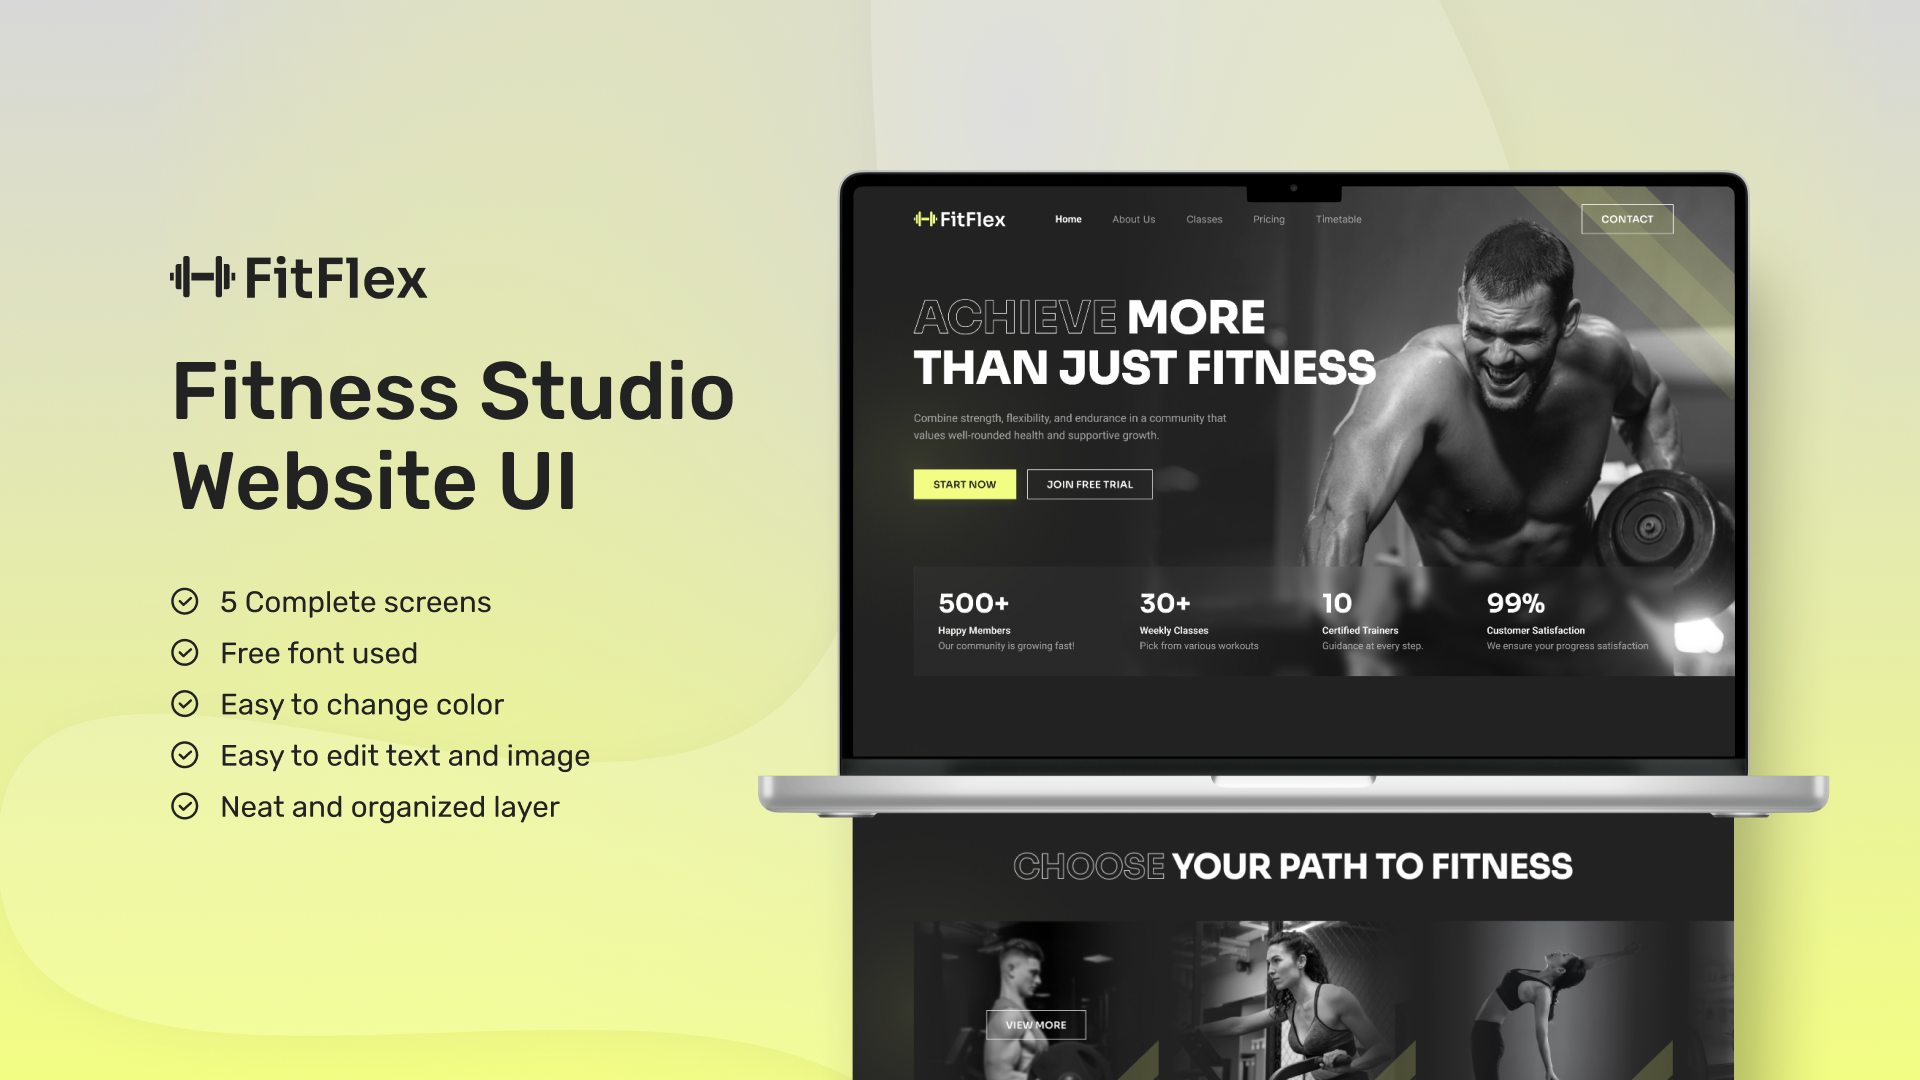 FitFlex
Fitness Studio
Website UI
5 Complete screens
Free font used
Easy to change color
Easy to edit text and image
Neat and organized layer
FitFlex
Home
About Us
Classes
Pricing
Timetable
CONTACT
ACHIEVE MORE
THAN JUST FITNESS
Combine strength, flexibility, and endurance in a community that
values well-rounded health and supportive growth.
START NOW
JOIN FREE TRIAL
500+
Happy Members
Our community is growing fast!
30+
Weekly Classes
Pick from various workouts
10
Certified Trainers
Guidance at every step.
99%
Customer Satisfaction
We ensure your progress satisfaction
CHOOSE YOUR PATH TO FITNESS
VIEW MORE